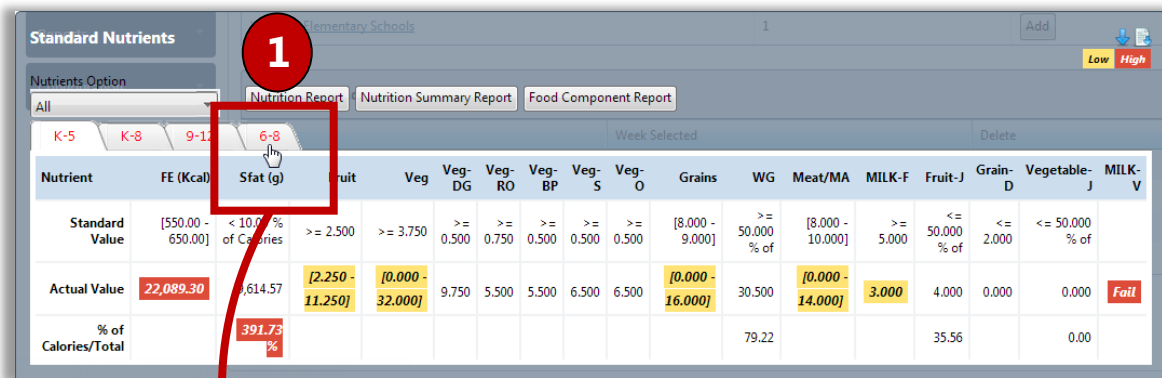 Elementary Schools 1 Add
Standard Nutrients
1
Low High
Nutrients Option
All
Nutrition Report Nutrition Summary Report Food Component Report
K-5 K-8 9-12 6-8
Week Selected Delete
Nutrient FE (Kcal) Sfat (g) Fruit Veg Veg-DG Veg-RO Veg-BP Veg-S Veg-O Grains WG Meat/MA MILK-F Fruit-J Grain-D Vegetable-J MILK-V
Standard Value [550.00 - 650.00] < 10.00 % of Calories >= 2.500 >= 3.750 >= 0.500 >= 0.750 >= 0.500 >= 0.500 >= 0.500 [8.000 - 9.000] >= 50.000 % of [8.000 - 10.000] >= 5.000 <= 50.000 % of <= 2.000 <= 50.000 % of
Actual Value 22,089.30 9,614.57 [2.250 - 11.250] [0.000 - 32.000] 9.750 5.500 5.500 6.500 6.500 [0.000 - 16.000] 30.500 [0.000 - 14.000] 3.000 4.000 0.000 0.000 Fail
% of Calories/Total 391.73 % 79.22 35.56 0.00